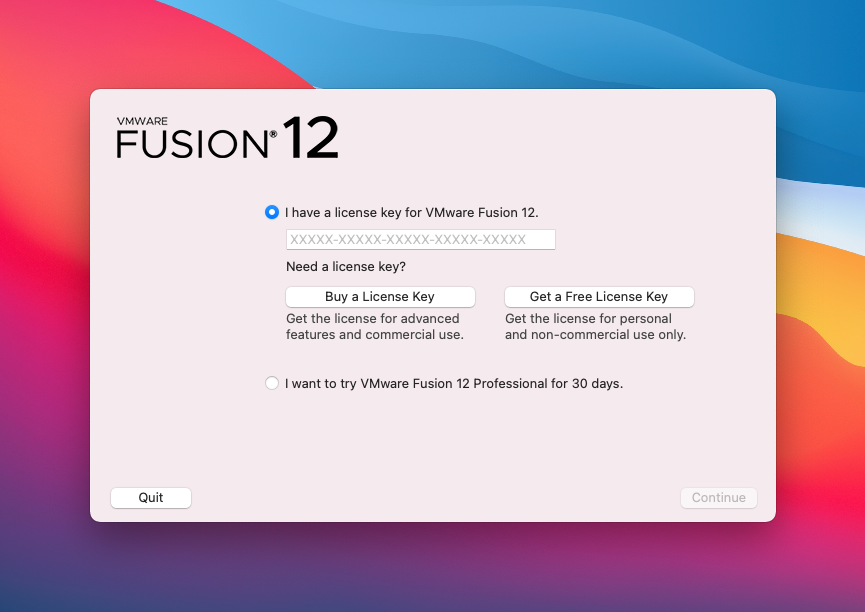 VMWARE
FUSION® 12
I have a license key for VMware Fusion 12.
XXXXX-XXXXX-XXXXX-XXXXX-XXXXX
Need a license key?
Buy a License Key
Get the license for advanced
features and commercial use.
Get a Free License Key
Get the license for personal
and non-commercial use only.
I want to try VMware Fusion 12 Professional for 30 days.
Quit
Continue